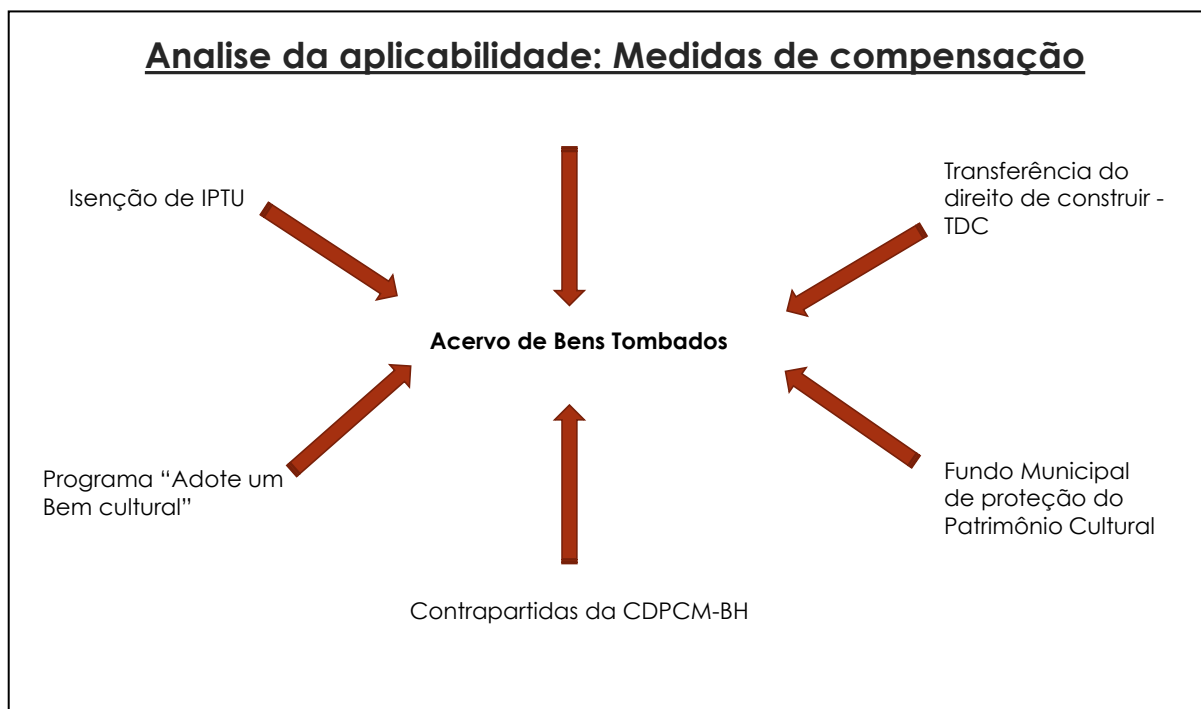 Analise da aplicabilidade: Medidas de compensação
Isenção de IPTU
Transferência do
direito de construir -
TDC
Acervo de Bens Tombados
Programa “Adote um
Bem cultural”
Fundo Municipal
de proteção do
Patrimônio Cultural
Contrapartidas da CDPCM-BH